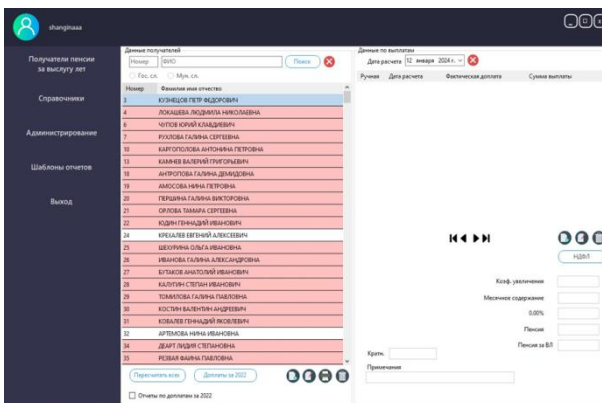 shanginaaa
Получатели пенсии
за выслугу лет
Справочники
Администрирование
Шаблоны отчетов
Выход
Данные получателей
Номер ФИО Поиск
Гос. сл. Мун. сл.
Номер Фамилия имя отчество
3 КУЗНЕЦОВ ПЕТР ФЕДОРОВИЧ
4 ЛОКАШЕВА ЛЮДМИЛА НИКОЛАЕВНА
6 ЧУПОВ ЮРИЙ КЛАВДИЕВИЧ
7 РУХЛОВА ГАЛИНА СЕРГЕЕВНА
10 КАРГОПОЛОВА АНТОНИНА ПЕТРОВНА
13 КАМНЕВ ВАЛЕРИЙ ГРИГОРЬЕВИЧ
18 АНТРОПОВА ГАЛИНА ДЕМИДОВНА
19 АМОСОВА НИНА ПЕТРОВНА
20 ПЕРШИНА ГАЛИНА ВИКТОРОВНА
21 ОРЛОВА ТАМАРА СЕРГЕЕВНА
22 ЮДИН ГЕННАДИЙ ИВАНОВИЧ
24 КРЕХАЛЕВ ЕВГЕНИЙ АЛЕКСЕЕВИЧ
25 ШЕХУРИНА ОЛЬГА ИВАНОВНА
26 ИВАНОВА ГАЛИНА АЛЕКСАНДРОВНА
27 БУТАКОВ АНАТОЛИЙ ИВАНОВИЧ
28 КАЛУГИН СТЕПАН ИВАНОВИЧ
29 ТОМИЛОВА ГАЛИНА ПАВЛОВНА
30 КОСТИН ВАЛЕНТИН АНДРЕЕВИЧ
31 КОВАЛЕВ ГЕННАДИЙ ЯКОВЛЕВИЧ
32 АРТЕМОВА НИНА ИВАНОВНА
34 ДЕАРТ ЛИДИЯ СТЕПАНОВНА
35 РЕЗВАЯ ФАИНА ПАВЛОВНА
Пересчитать всех Доплаты за 2022
Отчеты по доплатам за 2022
Данные по выплатам
Дата расчета 12 января 2024 г.
Ручная Дата расчета Фактическая доплата Сумма выплаты
НДФЛ
Коэф. увеличения
Месячное содержание
0.00%
Пенсия
Пенсия за ВЛ
Кратн.
Примечания